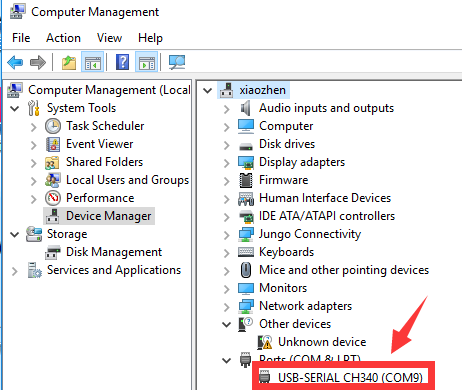 Computer Management
File Action View Help
Computer Management (Local
System Tools
Task Scheduler
Event Viewer
Shared Folders
Local Users and Groups
Performance
Device Manager
Storage
Disk Management
Services and Applications
xiaozhen
Audio inputs and outputs
Computer
Disk drives
Display adapters
Firmware
Human Interface Devices
IDE ATA/ATAPI controllers
Jungo Connectivity
Keyboards
Mice and other pointing devices
Monitors
Network adapters
Other devices
Unknown device
Ports (COM & LPT)
USB-SERIAL CH340 (COM9)